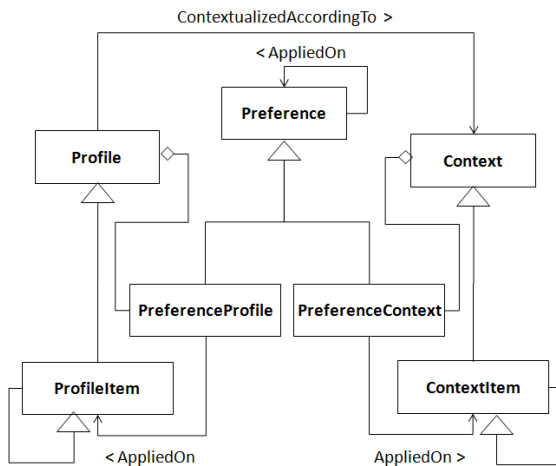 ContextualizedAccordingTo >
< AppliedOn
Preference
Profile
Context
PreferenceProfile
PreferenceContext
ProfileItem
ContextItem
< AppliedOn
AppliedOn >